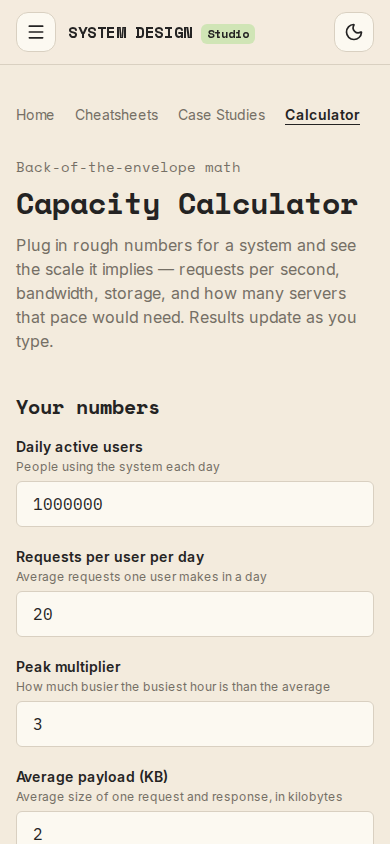 SYSTEM DESIGN Studio
Home Cheatsheets Case Studies Calculator
Back-of-the-envelope math
Capacity Calculator
Plug in rough numbers for a system and see
the scale it implies — requests per second,
bandwidth, storage, and how many servers
that pace would need. Results update as you
type.
Your numbers
Daily active users
People using the system each day
1000000
Requests per user per day
Average requests one user makes in a day
20
Peak multiplier
How much busier the busiest hour is than the average
3
Average payload (KB)
Average size of one request and response, in kilobytes
2